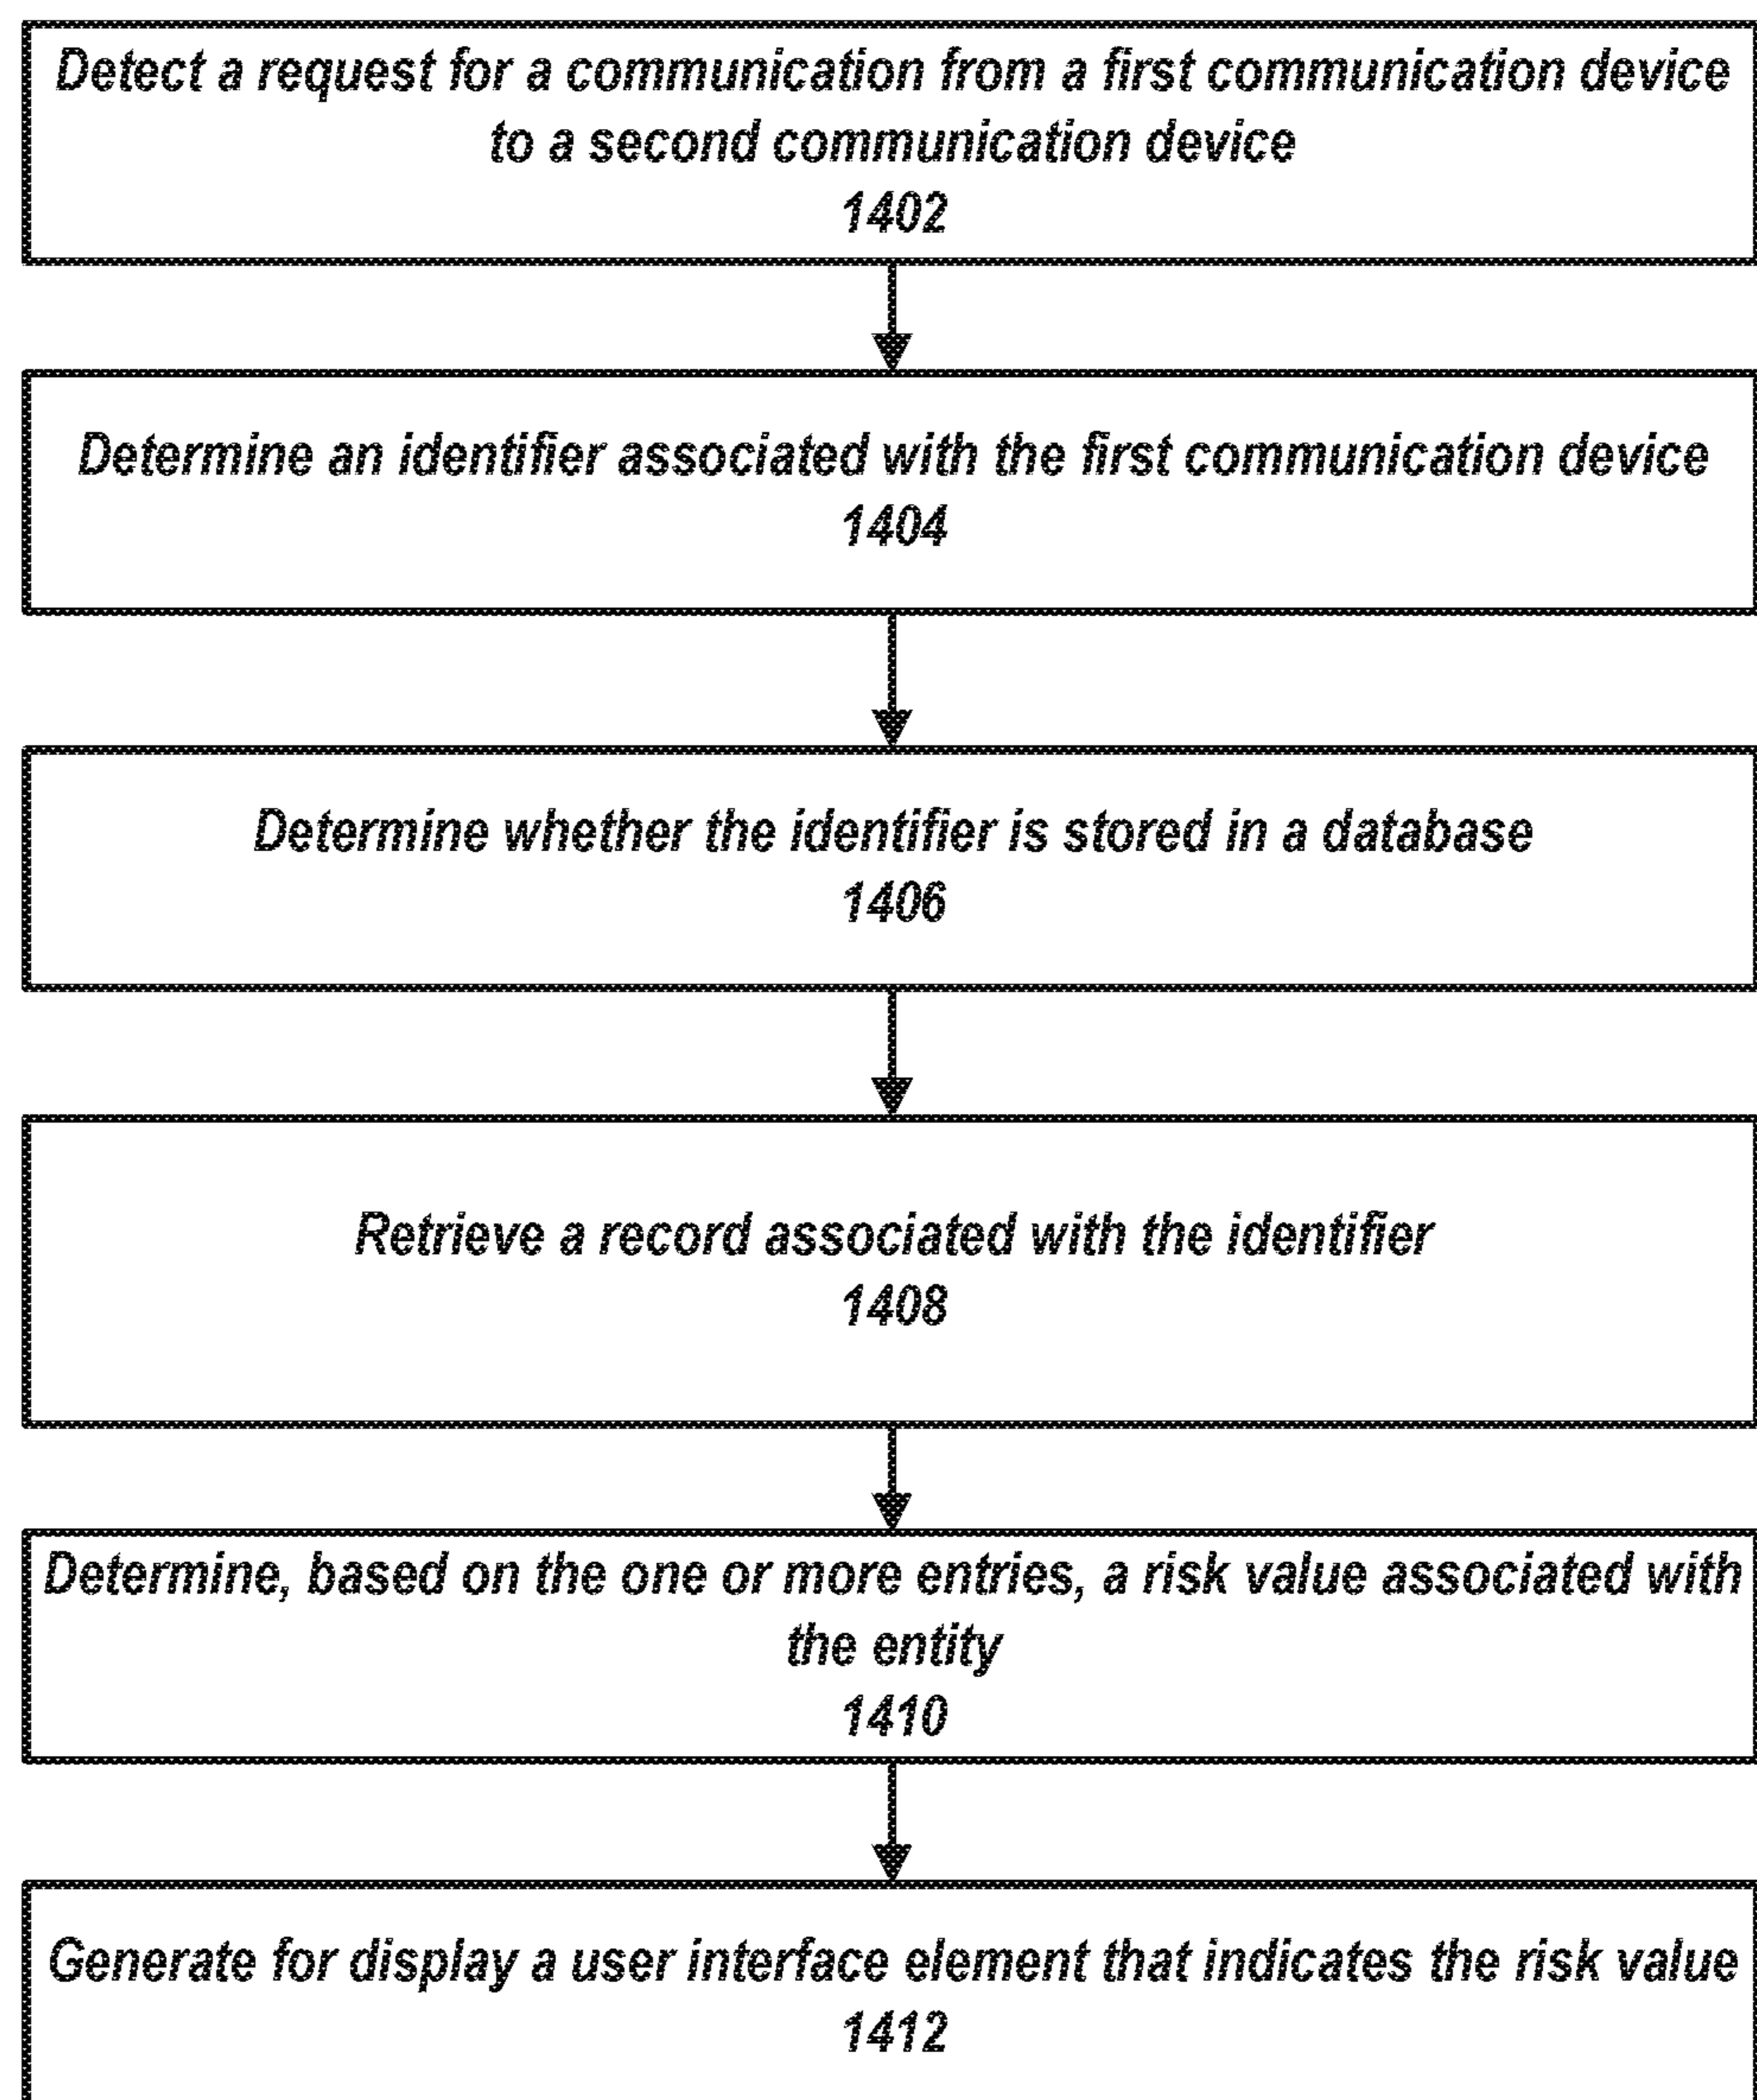 Detect a request for a communication from a first communication device
to a second communication device
1402
Determine an identifier associated with the first communication device
1404
Determine whether the identifier is stored in a database
1406
Retrieve a record associated with the identifier
1408
Determine, based on the one or more entries, a risk value associated with
the entity
1410
Generate for display a user interface element that indicates the risk value
1412